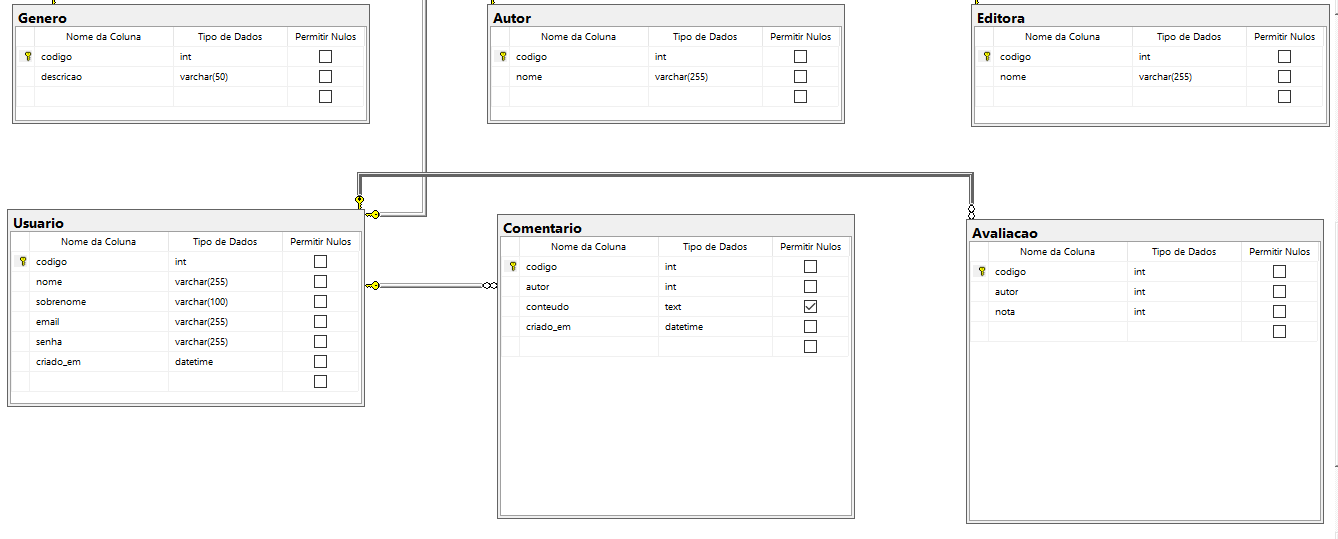 Genero
Nome da Coluna Tipo de Dados Permitir Nulos
codigo int
descricao varchar(50)
Autor
Nome da Coluna Tipo de Dados Permitir Nulos
codigo int
nome varchar(255)
Editora
Nome da Coluna Tipo de Dados Permitir Nulos
codigo int
nome varchar(255)
Usuario
Nome da Coluna Tipo de Dados Permitir Nulos
codigo int
nome varchar(255)
sobrenome varchar(100)
email varchar(255)
senha varchar(255)
criado_em datetime
Comentario
Nome da Coluna Tipo de Dados Permitir Nulos
codigo int
autor int
conteudo text
criado_em datetime
Avaliacao
Nome da Coluna Tipo de Dados Permitir Nulos
codigo int
autor int
nota int